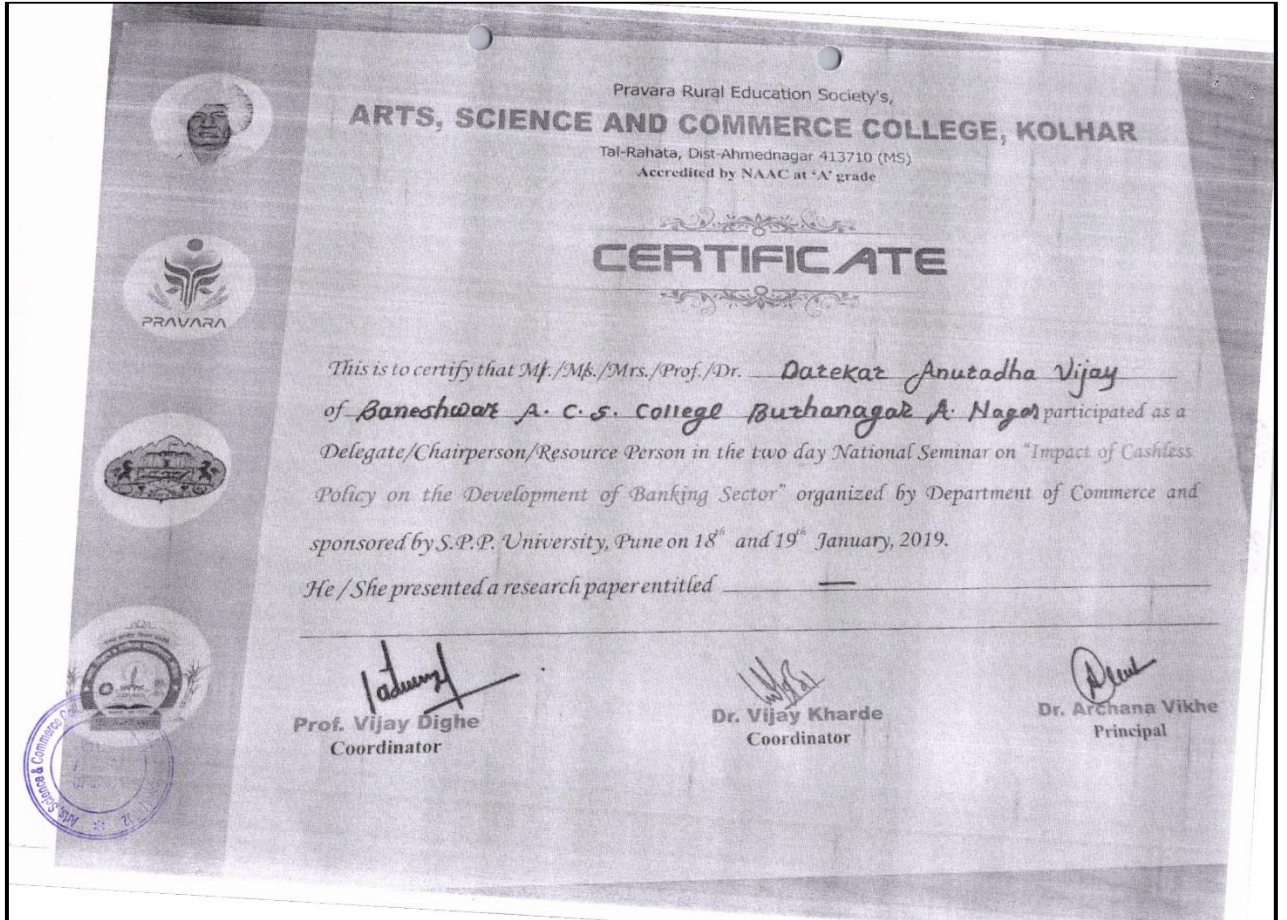 Pravara Rural Education Society's,
ARTS, SCIENCE AND COMMERCE COLLEGE, KOLHAR
Tal-Rahata, Dist-Ahmednagar 413710 (MS)
Accredited by NAAC at 'A' grade
CERTIFICATE
PRAVARA
This is to certify that Mr./Ms./Mrs./Prof./Dr. Darekar Anuradha Vijay
of Baneshwar A. C. S. College Burhanagar A. Nagar participated as a
Delegate/Chairperson/Resource Person in the two day National Seminar on "Impact of Cashless
Policy on the Development of Banking Sector" organized by Department of Commerce and
sponsored by S.P.P. University, Pune on 18th and 19th January, 2019.
He / She presented a research paper entitled —
Prof. Vijay Dighe
Coordinator
Dr. Vijay Kharde
Coordinator
Dr. Archana Vikhe
Principal
Arts, Science & Commerce